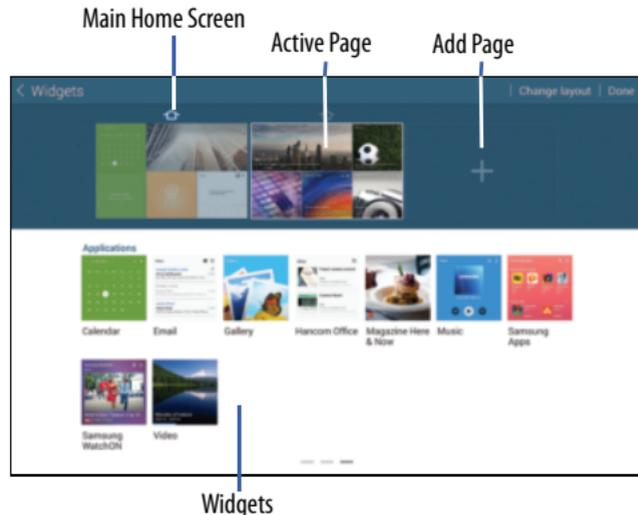 Main Home Screen
Active Page
Add Page
< Widgets
Change layout
Done
Applications
Calendar
Email
Gallery
Hancom Office
Magazine Here
& Now
Music
Samsung
Apps
Samsung
WatchON
Video
Widgets